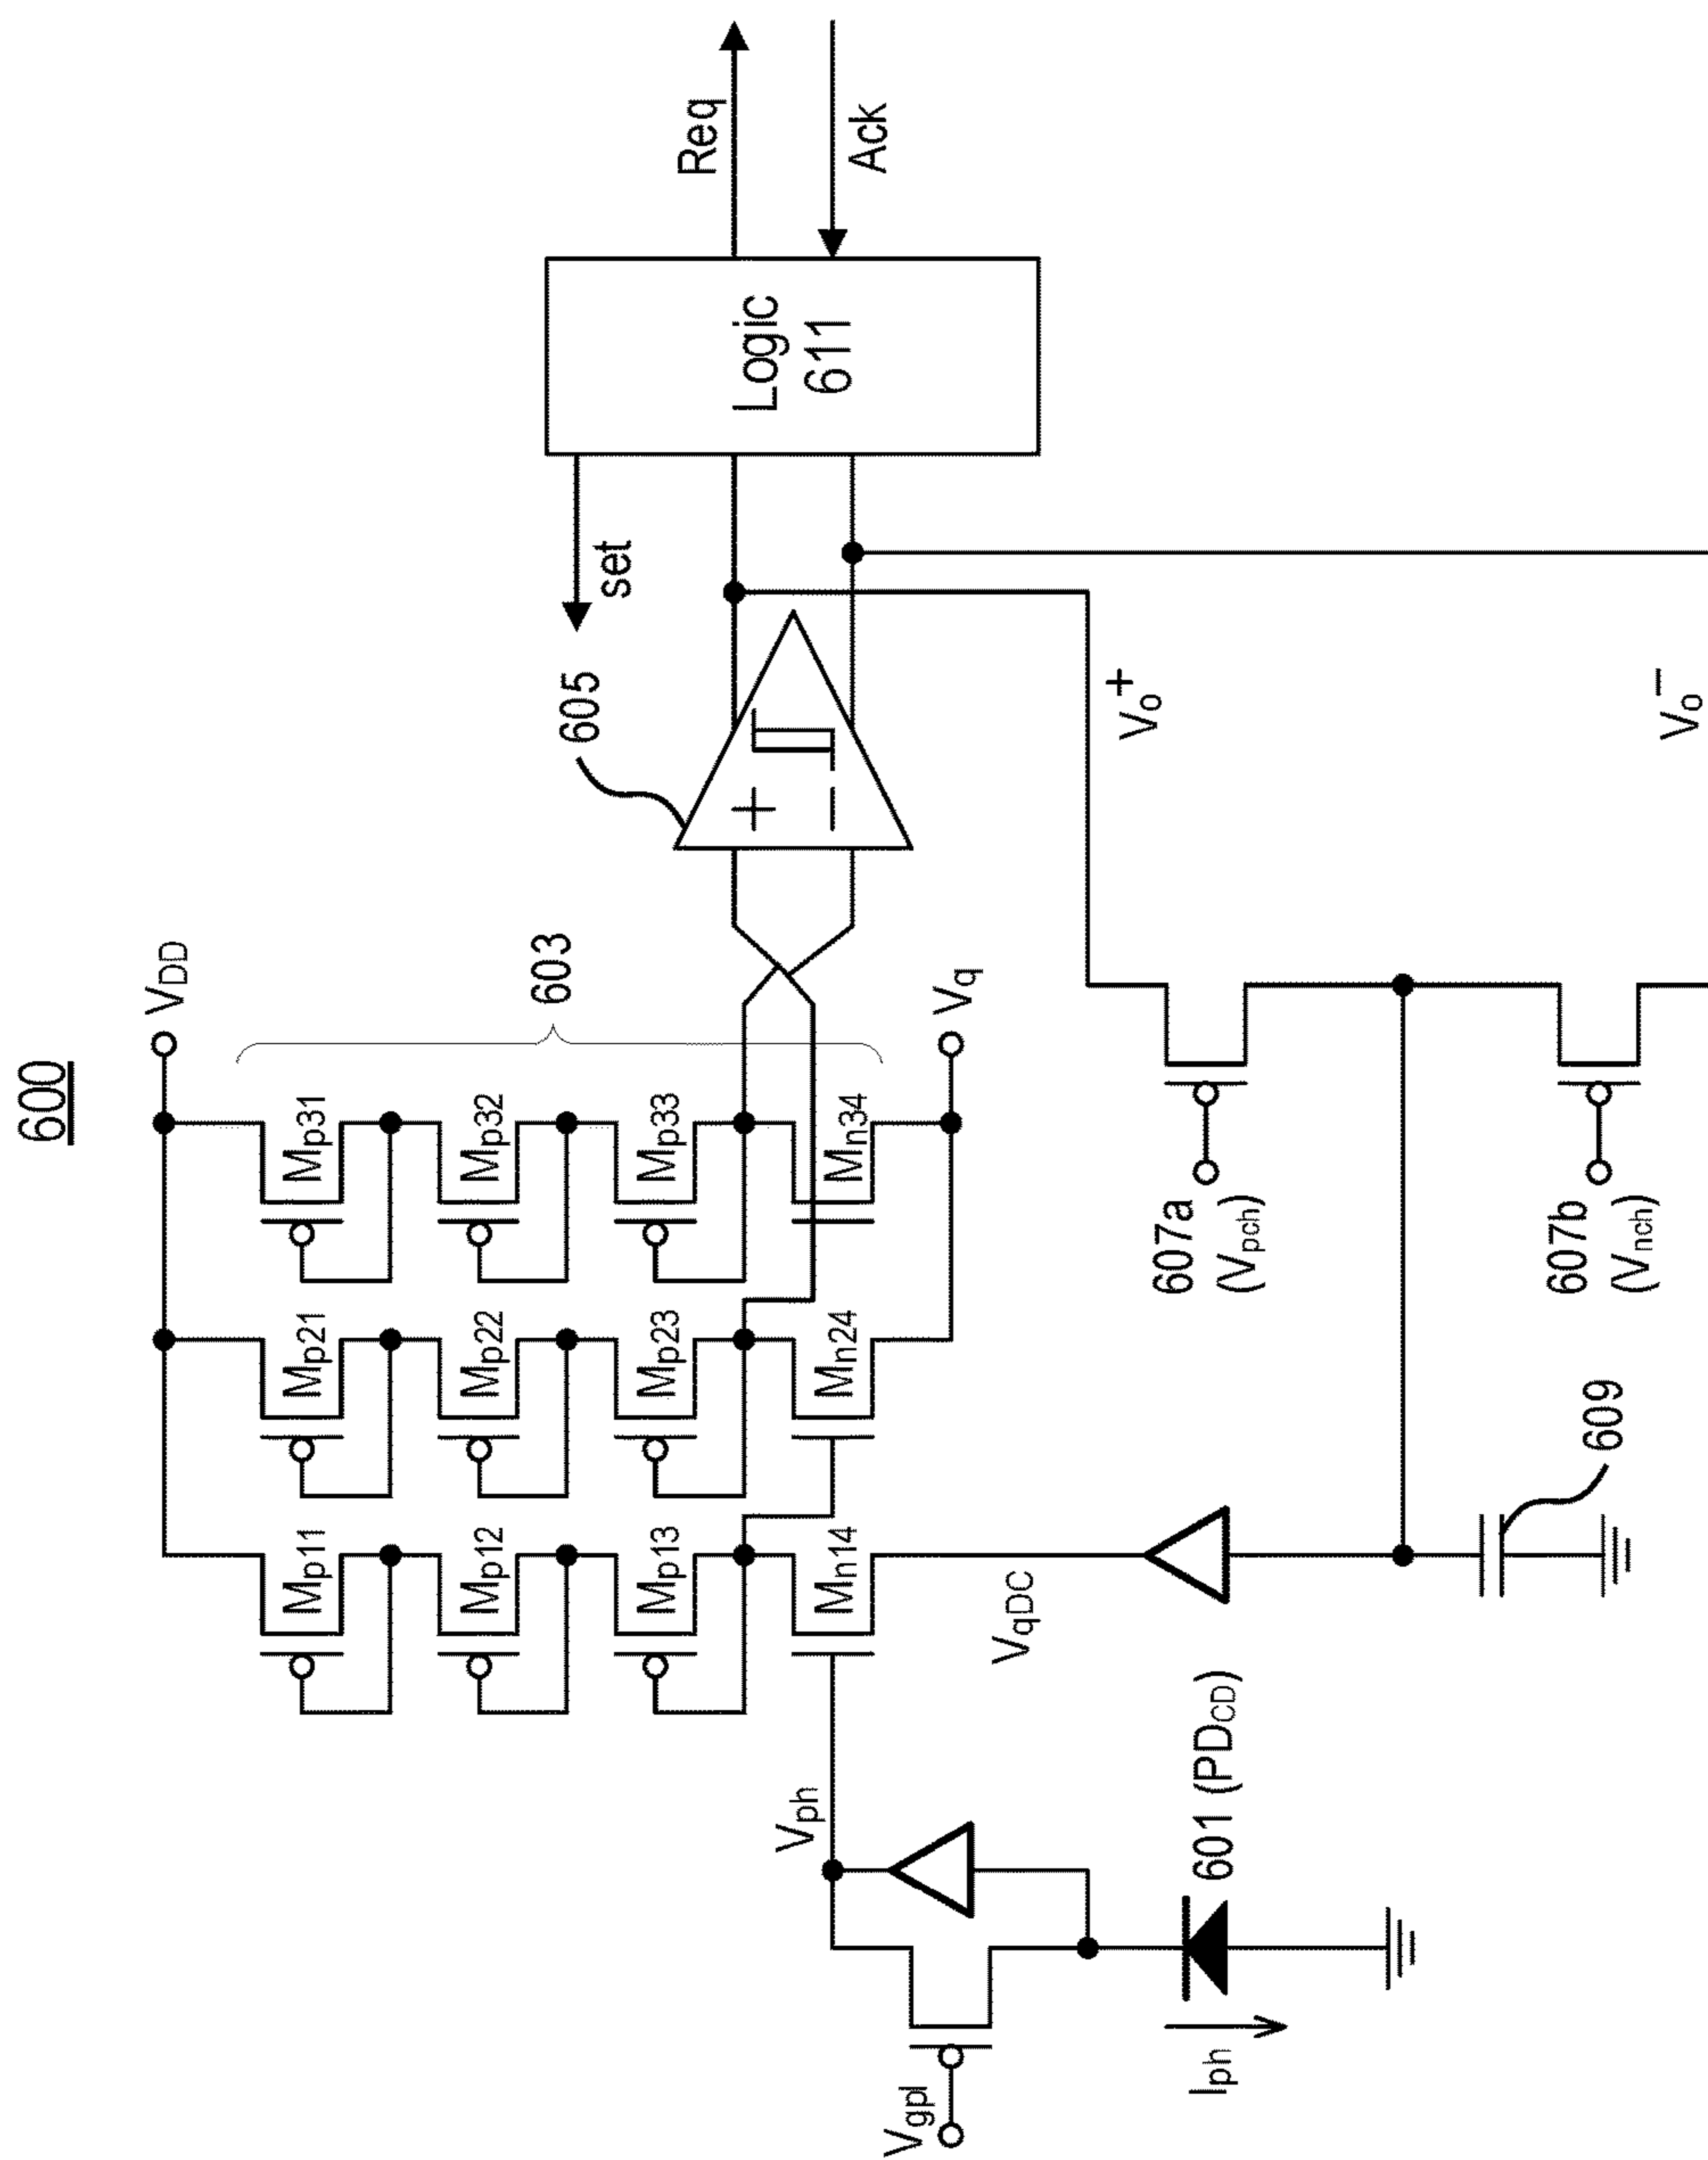 600
V_DD
603
605
set
Logic
611
Req
Ack
M_p11
M_p21
M_p31
M_p12
M_p22
M_p32
M_p13
M_p23
M_p33
M_n14
M_n24
M_n34
V_q
+
−
V_gpl
V_ph
I_ph
601 (PD_CD)
V_qDC
609
607a
(V_pch)
607b
(V_nch)
V_o^+
V_o^−